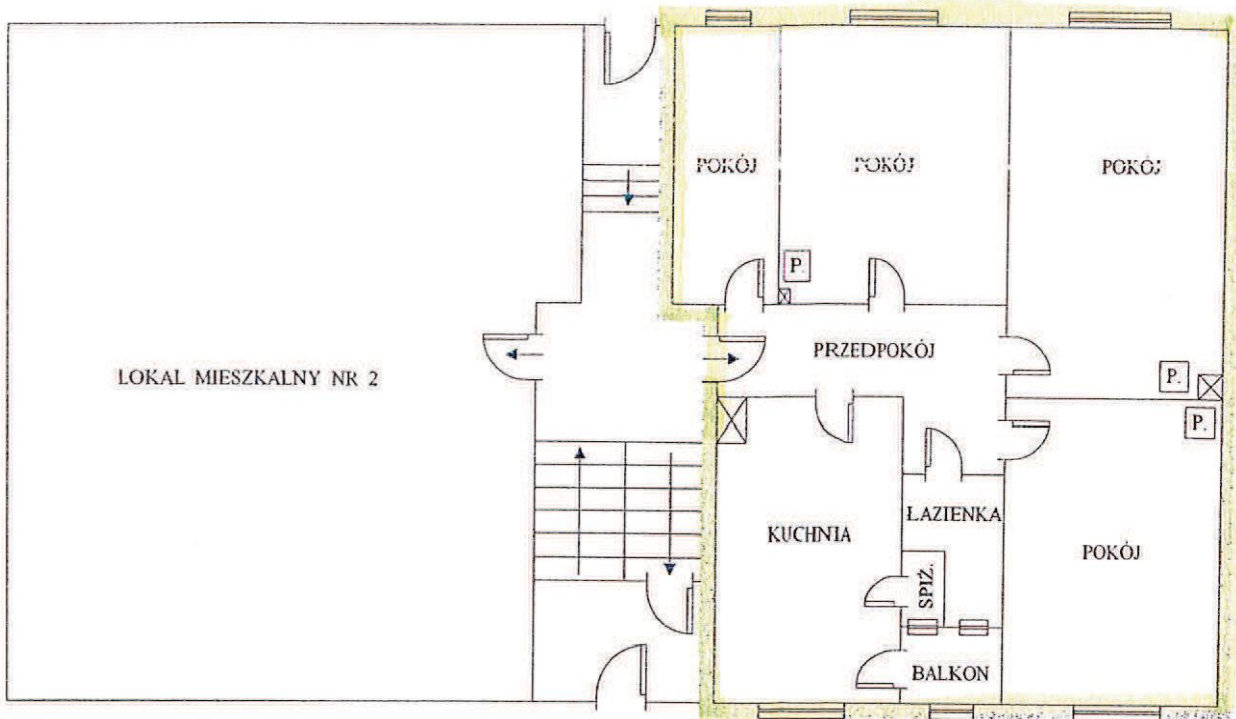 POKÓJ
POKÓJ
POKÓJ
P.
PRZEDPOKÓJ
LOKAL MIESZKALNY NR 2
P.
P.
ŁAZIENKA
KUCHNIA
POKÓJ
SPIŻ.
BALKON